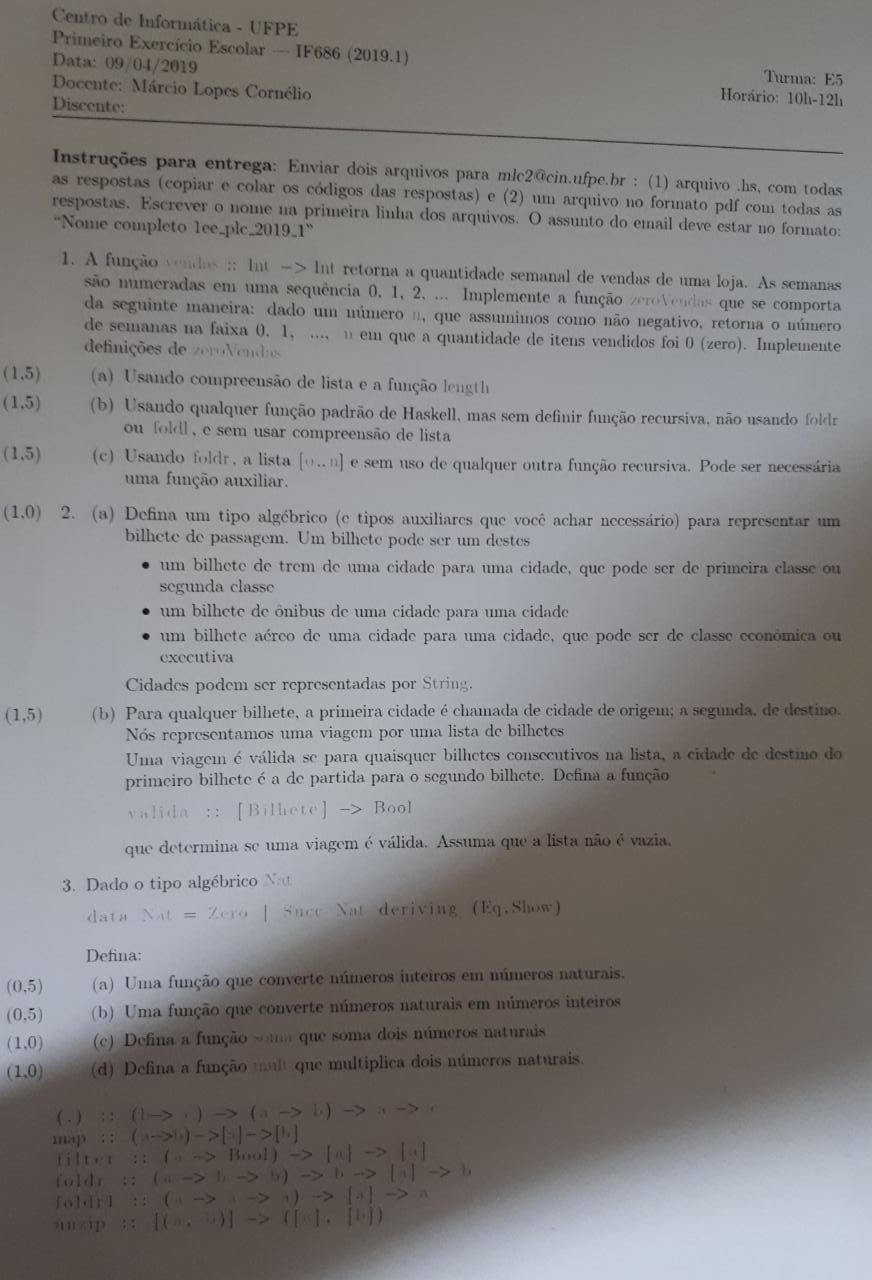 Centro de Informática - UFPE
Primeiro Exercício Escolar — IF686 (2019.1)
Data: 09/04/2019
Turma: E5
Docente: Márcio Lopes Cornélio
Horário: 10h-12h
Discente:
Instruções para entrega: Enviar dois arquivos para mlc2@cin.ufpe.br : (1) arquivo .hs, com todas
as respostas (copiar e colar os códigos das respostas) e (2) um arquivo no formato pdf com todas as
respostas. Escrever o nome na primeira linha dos arquivos. O assunto do email deve estar no formato:
“Nome completo 1ee_plc_2019_1”
1. A função vendas :: Int -> Int retorna a quantidade semanal de vendas de uma loja. As semanas
são numeradas em uma sequência 0, 1, 2, ... Implemente a função zeroVendas que se comporta
da seguinte maneira: dado um número n, que assumimos como não negativo, retorna o número
de semanas na faixa 0, 1, ..., n em que a quantidade de itens vendidos foi 0 (zero). Implemente
definições de zeroVendas
(1,5) (a) Usando compreensão de lista e a função length
(1,5) (b) Usando qualquer função padrão de Haskell, mas sem definir função recursiva, não usando foldr
ou foldl, e sem usar compreensão de lista
(1,5) (c) Usando foldr, a lista [o..n] e sem uso de qualquer outra função recursiva. Pode ser necessária
uma função auxiliar.
(1,0) 2. (a) Defina um tipo algébrico (e tipos auxiliares que você achar necessário) para representar um
bilhete de passagem. Um bilhete pode ser um destes
• um bilhete de trem de uma cidade para uma cidade, que pode ser de primeira classe ou
segunda classe
• um bilhete de ônibus de uma cidade para uma cidade
• um bilhete aéreo de uma cidade para uma cidade, que pode ser de classe econômica ou
executiva
Cidades podem ser representadas por String.
(1,5) (b) Para qualquer bilhete, a primeira cidade é chamada de cidade de origem; a segunda, de destino.
Nós representamos uma viagem por uma lista de bilhetes
Uma viagem é válida se para quaisquer bilhetes consecutivos na lista, a cidade de destino do
primeiro bilhete é a de partida para o segundo bilhete. Defina a função
valida :: [Bilhete] -> Bool
que determina se uma viagem é válida. Assuma que a lista não é vazia.
3. Dado o tipo algébrico Nat
data Nat = Zero | Succ Nat deriving (Eq,Show)
Defina:
(0,5) (a) Uma função que converte números inteiros em números naturais.
(0,5) (b) Uma função que converte números naturais em números inteiros
(1,0) (c) Defina a função soma que soma dois números naturais
(1,0) (d) Defina a função mult que multiplica dois números naturais.
(.) :: (b-> c) -> (a -> b) -> a -> c
map :: (a->b)->[a]->[b]
filter :: (a -> Bool) -> [a] -> [a]
foldr :: (a -> b -> b) -> b -> [a] -> b
foldr1 :: (a -> a -> a) -> [a] -> a
unzip :: [(a, b)] -> ([a], [b])